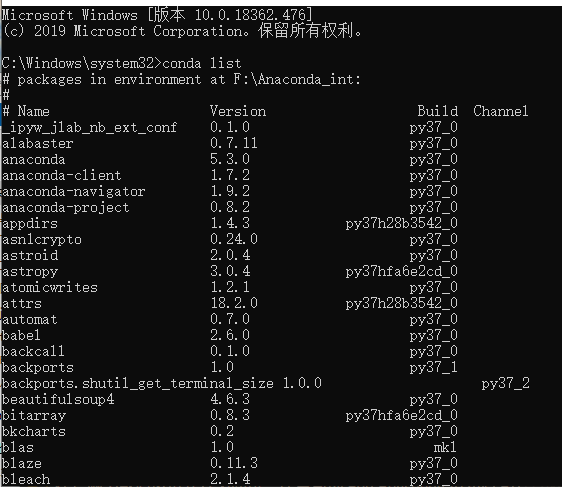 Microsoft Windows [版本 10.0.18362.476]
(c) 2019 Microsoft Corporation。保留所有权利。
C:\Windows\system32>conda list
# packages in environment at F:\Anaconda_int:
#
# Name Version Build Channel
_ipyw_jlab_nb_ext_conf 0.1.0 py37_0
alabaster 0.7.11 py37_0
anaconda 5.3.0 py37_0
anaconda-client 1.7.2 py37_0
anaconda-navigator 1.9.2 py37_0
anaconda-project 0.8.2 py37_0
appdirs 1.4.3 py37h28b3542_0
asn1crypto 0.24.0 py37_0
astroid 2.0.4 py37_0
astropy 3.0.4 py37hfa6e2cd_0
atomicwrites 1.2.1 py37_0
attrs 18.2.0 py37h28b3542_0
automat 0.7.0 py37_0
babel 2.6.0 py37_0
backcall 0.1.0 py37_0
backports 1.0 py37_1
backports.shutil_get_terminal_size 1.0.0 py37_2
beautifulsoup4 4.6.3 py37_0
bitarray 0.8.3 py37hfa6e2cd_0
bkcharts 0.2 py37_0
blas 1.0 mkl
blaze 0.11.3 py37_0
bleach 2.1.4 py37_0